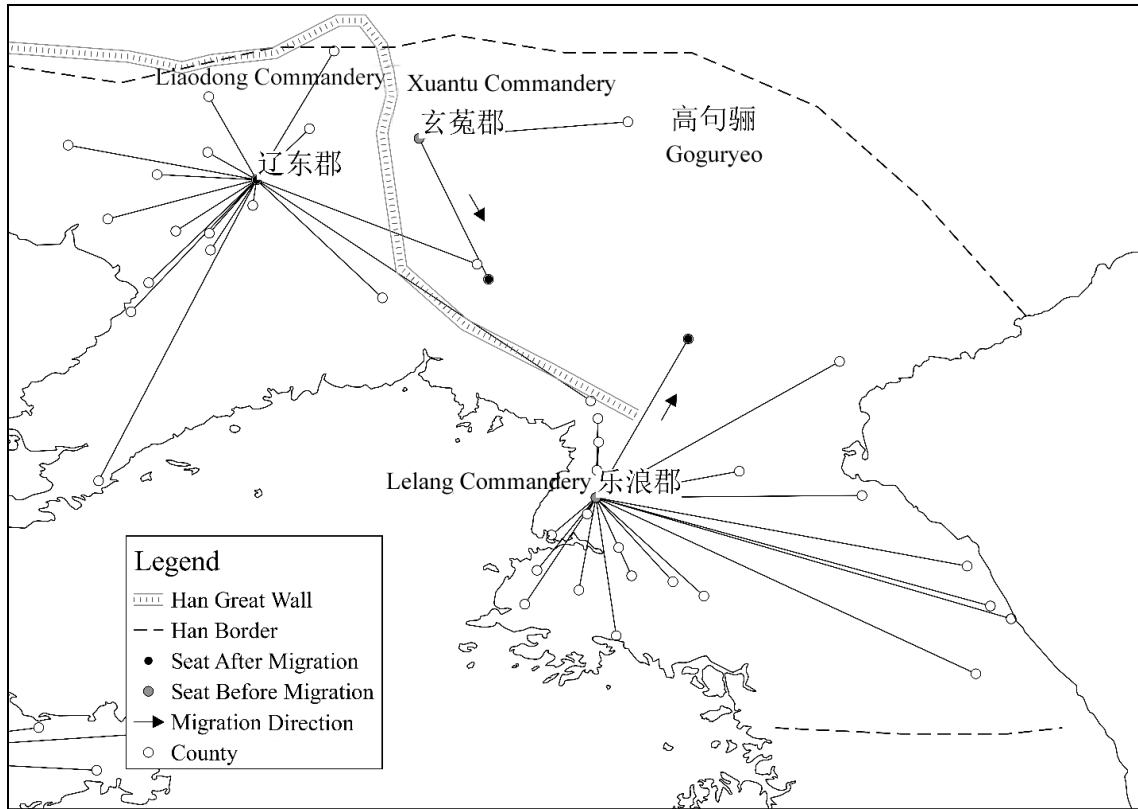 Liaodong Commandery
辽东郡
Xuantu Commandery
玄菟郡
高句骊
Goguryeo
Lelang Commandery 乐浪郡
Legend
Han Great Wall
Han Border
Seat After Migration
Seat Before Migration
Migration Direction
County